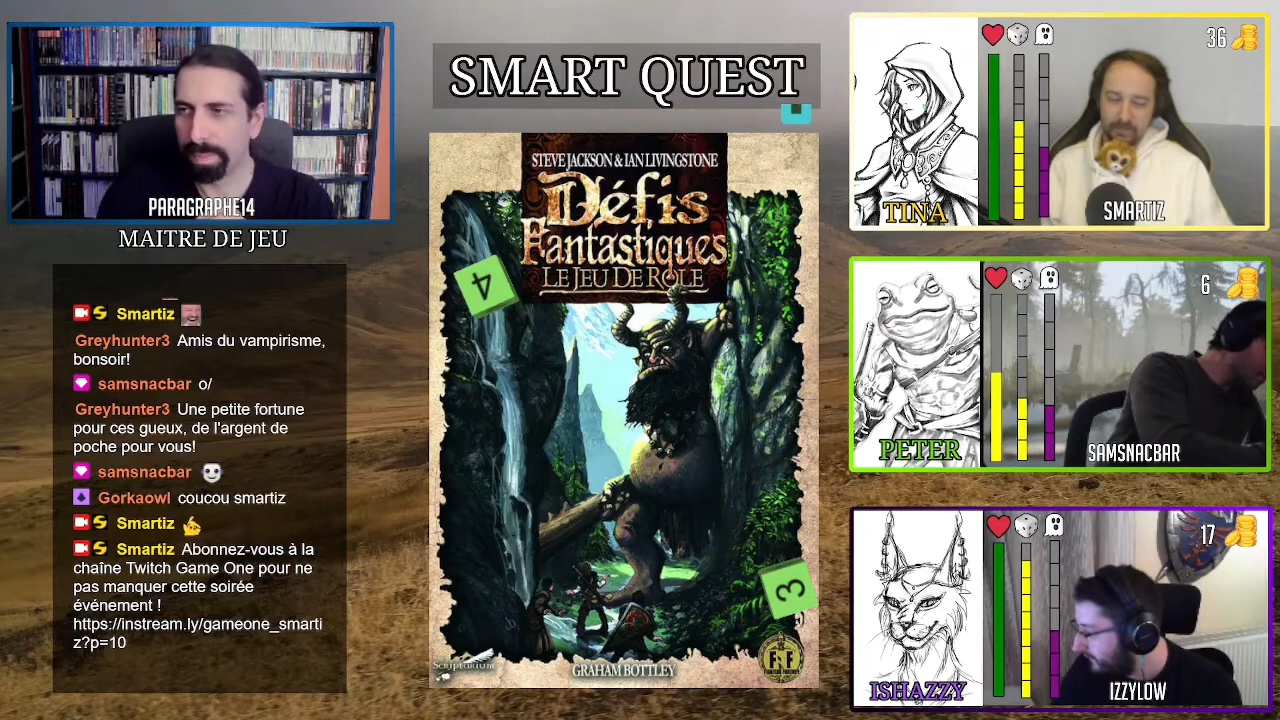 PARAGRAPHE14
MAITRE DE JEU
Smartiz
Greyhunter3 Amis du vampirisme,
bonsoir!
samsnacbar o/
Greyhunter3 Une petite fortune
pour ces gueux, de l'argent de
poche pour vous!
samsnacbar
Gorkaowl coucou smartiz
Smartiz
Smartiz Abonnez-vous à la
chaîne Twitch Game One pour ne
pas manquer cette soirée
événement !
https://instream.ly/gameone_smarti
z?p=10
SMART QUEST
STEVE JACKSON & IAN LIVINGSTONE
Défis
Fantastiques
LE JEU DE RÔLE
4
3
SCRIPTARIUM
GRAHAM BOTTLEY
FF
36
TINA
SMARTIZ
6
PETER
SAMSNACBAR
17
ISHAZZY
IZZYLOW